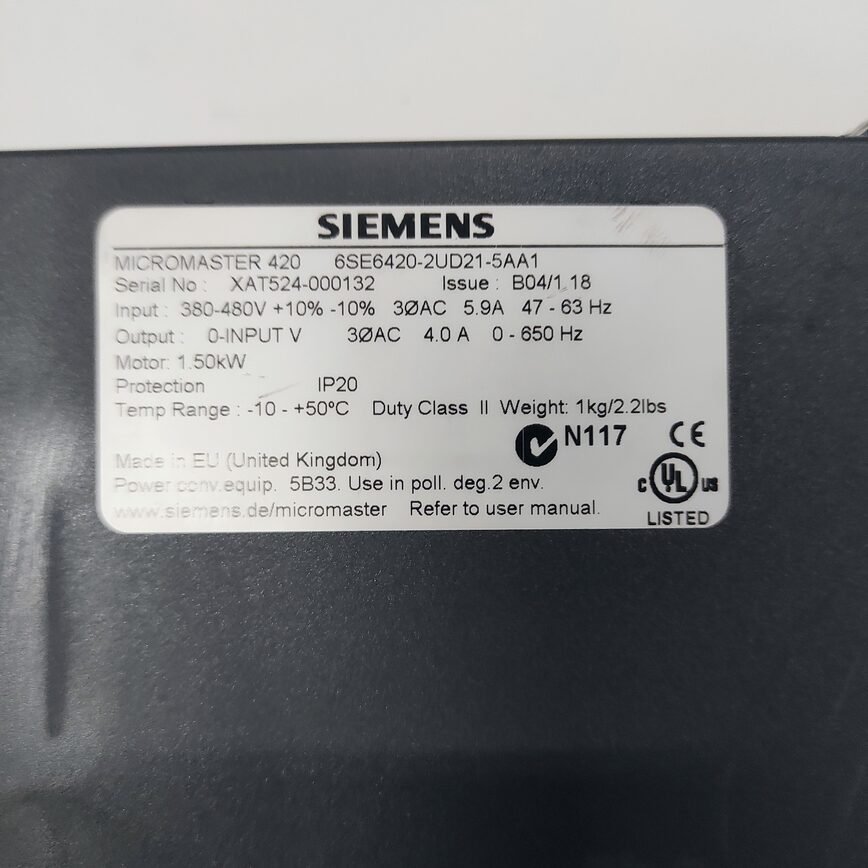 SIEMENS
MICROMASTER 420 6SE6420-2UD21-5AA1
Serial No : XAT524-000132 Issue : B04/1.18
Input : 380-480V +10% -10% 3ØAC 5.9A 47 - 63 Hz
Output : 0-INPUT V 3ØAC 4.0 A 0 - 650 Hz
Motor: 1.50kW
Protection IP20
Temp Range : -10 - +50ºC Duty Class II Weight: 1kg/2.2lbs
N117 CE
Made in EU (United Kingdom)
Power conv.equip. 5B33. Use in poll. deg.2 env.
C UL US
www.siemens.de/micromaster Refer to user manual.
LISTED